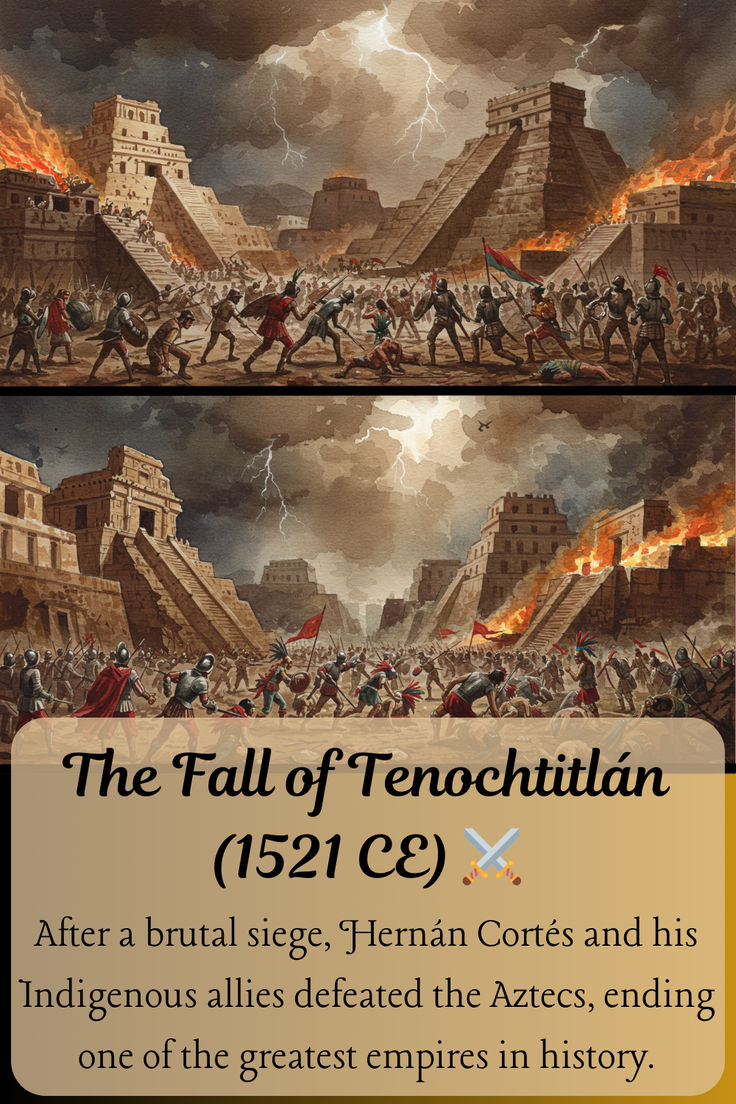 The Fall of Tenochtitlán
(1521 CE) ⚔️
After a brutal siege, Hernán Cortés and his
Indigenous allies defeated the Aztecs, ending
one of the greatest empires in history.